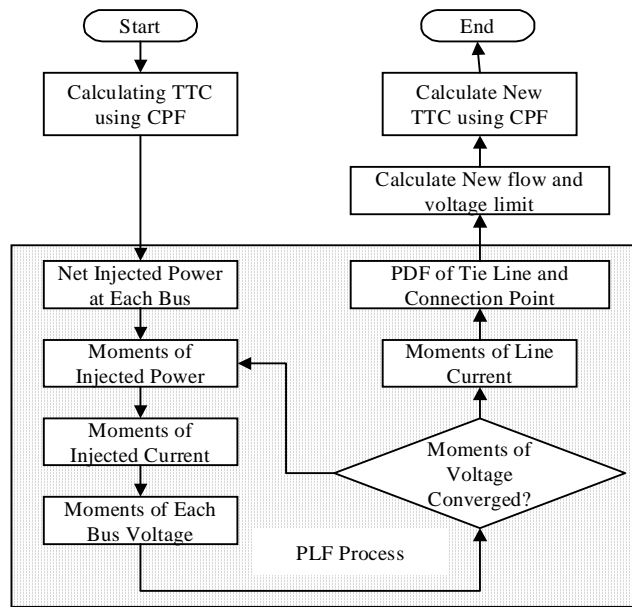 Start
Calculating TTC
using CPF
Net Injected Power
at Each Bus
Moments of
Injected Power
Moments of
Injected Current
Moments of Each
Bus Voltage
PLF Process
Moments of
Voltage
Converged?
Moments of Line
Current
PDF of Tie Line and
Connection Point
Calculate New flow and
voltage limit
Calculate New
TTC using CPF
End